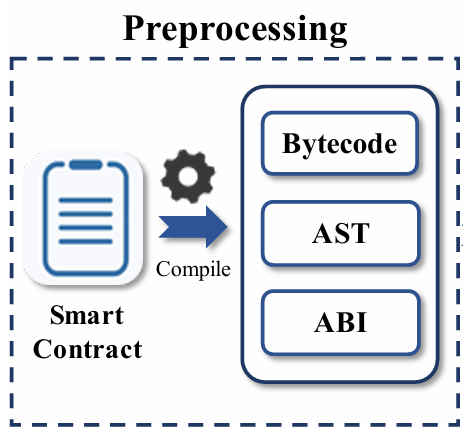 Preprocessing
Bytecode
AST
Compile
Smart
Contract
ABI